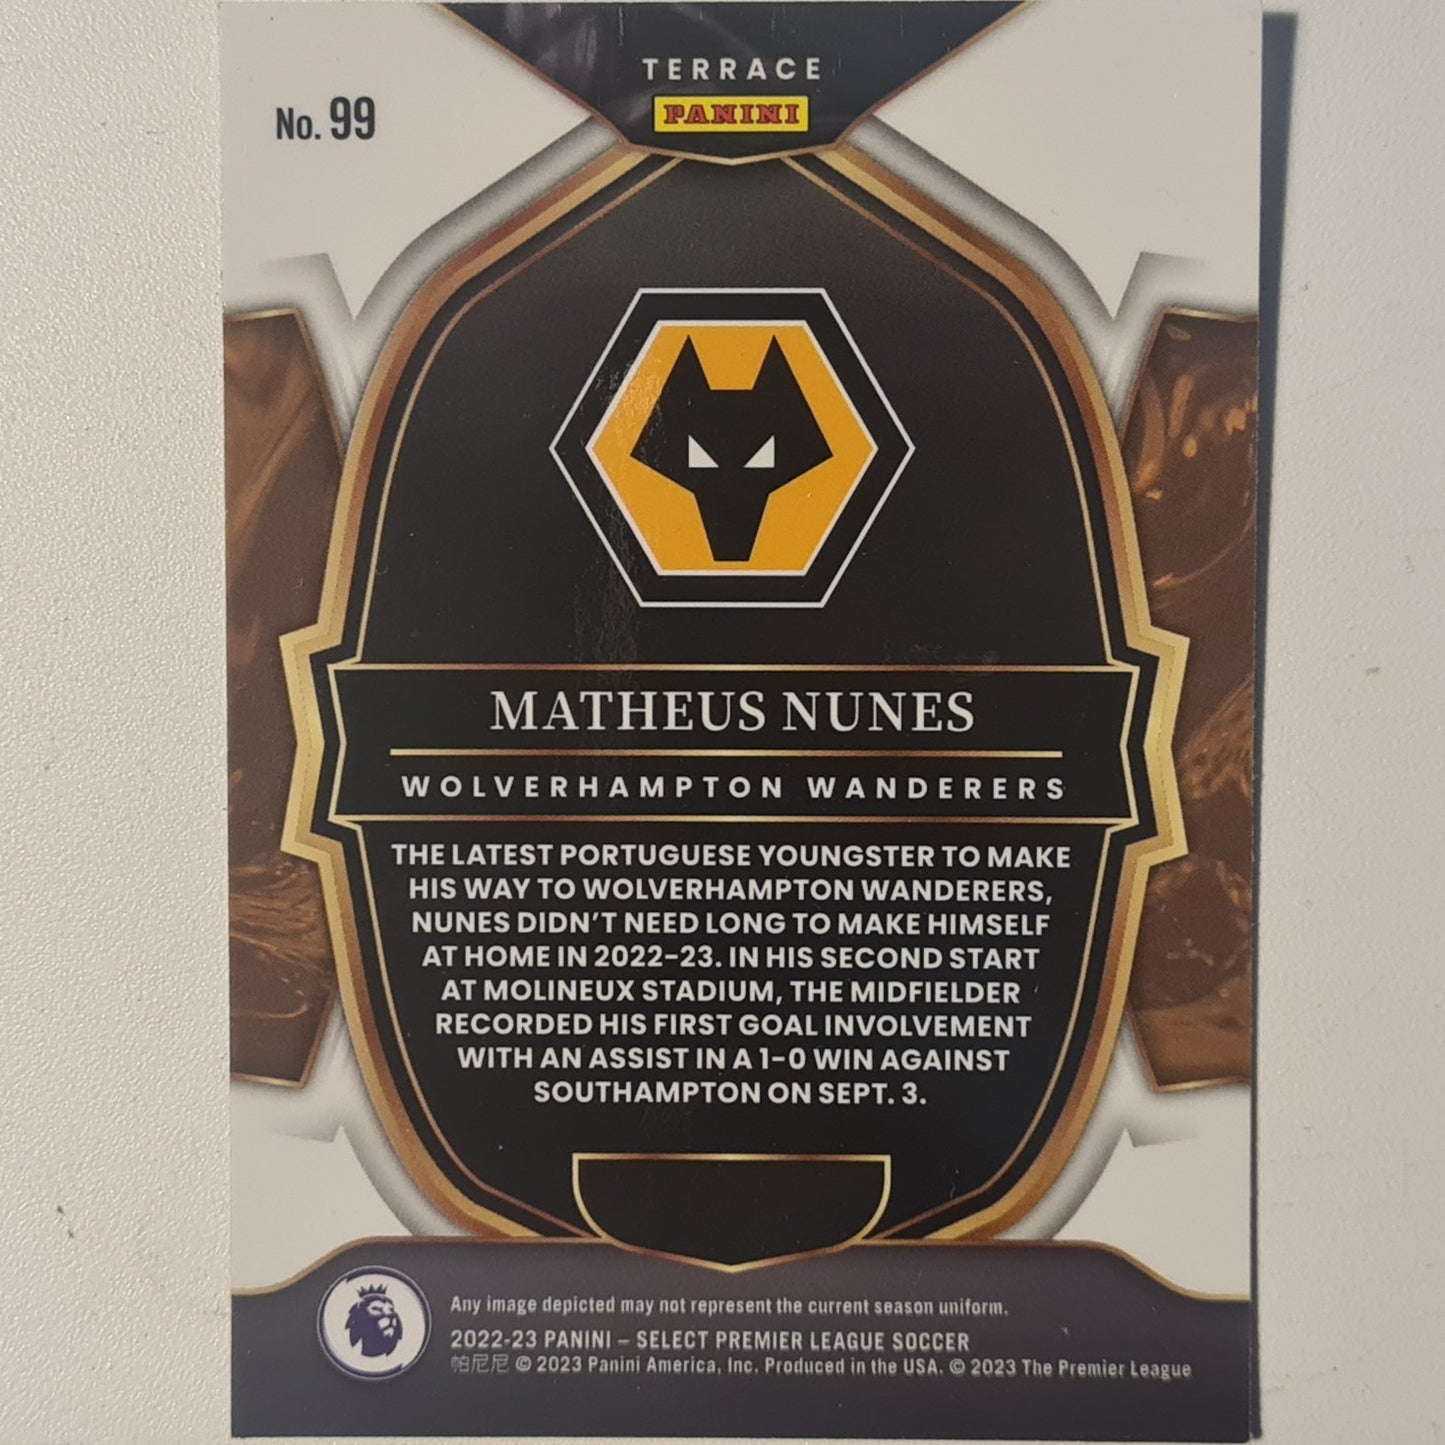 TERRACE
PANINI
No. 99
MATHEUS NUNES
WOLVERHAMPTON WANDERERS
THE LATEST PORTUGUESE YOUNGSTER TO MAKE
HIS WAY TO WOLVERHAMPTON WANDERERS,
NUNES DIDN'T NEED LONG TO MAKE HIMSELF
AT HOME IN 2022-23. IN HIS SECOND START
AT MOLINEUX STADIUM, THE MIDFIELDER
RECORDED HIS FIRST GOAL INVOLVEMENT
WITH AN ASSIST IN A 1-0 WIN AGAINST
SOUTHAMPTON ON SEPT. 3.
Any image depicted may not represent the current season uniform.
2022-23 PANINI – SELECT PREMIER LEAGUE SOCCER
帕尼尼 © 2023 Panini America, Inc. Produced in the USA. © 2023 The Premier League